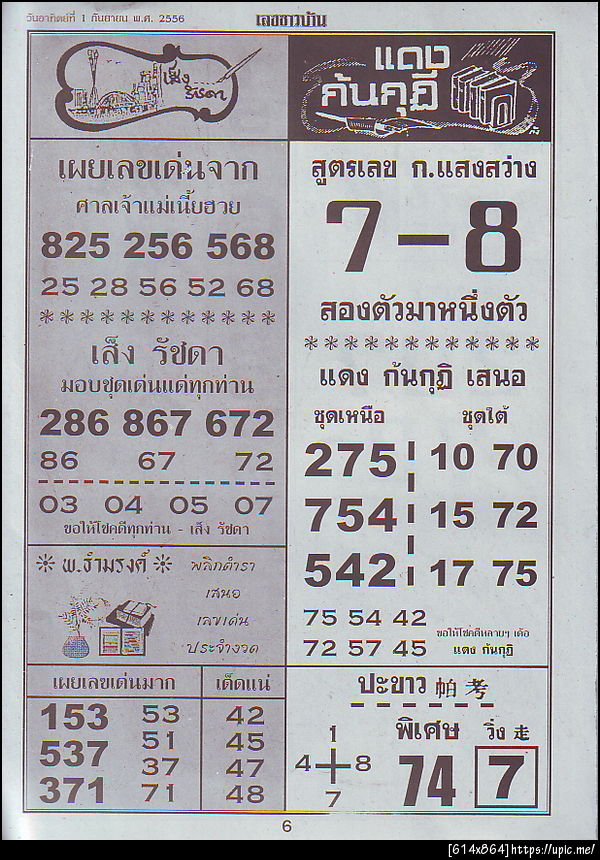 วันอาทิตย์ที่ 1 กันยายน พ.ศ. 2556
เลขชาวบ้าน
เส็ง
รัชดา
เผยเลขเด่นจาก
ศาลเจ้าแม่เนี้ยฮวย
825 256 568
25 28 56 52 68
* * * * * * * * * * * *
เส็ง รัชดา
มอบชุดเด่นแด่ทุกท่าน
286 867 672
86 67 72
03 04 05 07
ขอให้โชคดีทุกท่าน - เส็ง รัชดา
พ.ธำมรงค์
พลิกตำรา
เสนอ
เลขเด่น
ประจำงวด
เผยเลขเด่นมาก
153 53
51
537
37
371 71
เด็ดแน่
42
45
47
48
แดง
ก้นกุฏิ
สูตรเลข ก.แสงสว่าง
7 – 8
สองตัวมาหนึ่งตัว
* * * * * * * * * * * *
แดง ก้นกุฏิ เสนอ
ชุดเหนือ ชุดใต้
275 10 70
754 15 72
542 17 75
75 54 42
72 57 45
ขอให้โชคดีหลายๆ เด้อ
แดง ก้นกุฏิ
ปะขาว 帕考
1
4 8
7
พิเศษ
74
วิ่ง 走
7
6
[614x864]https://upic.me/